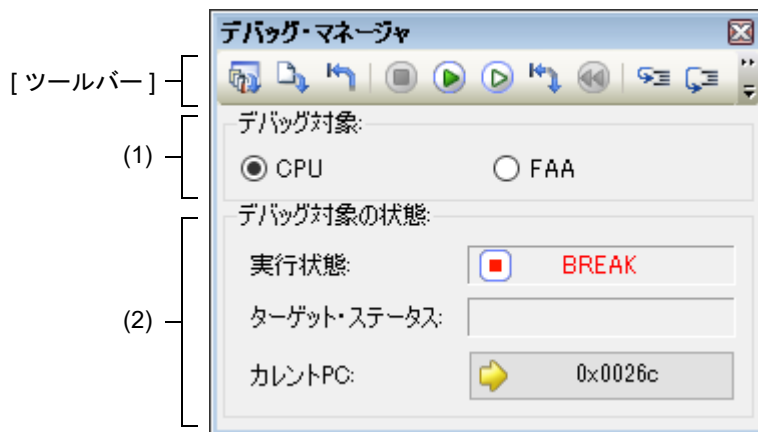 デバッグ・マネージャ
[ ツールバー ]
(1)
デバッグ対象:
CPU
FAA
(2)
デバッグ対象の状態:
実行状態:
BREAK
ターゲット・ステータス:
カレントPC:
0x0026c